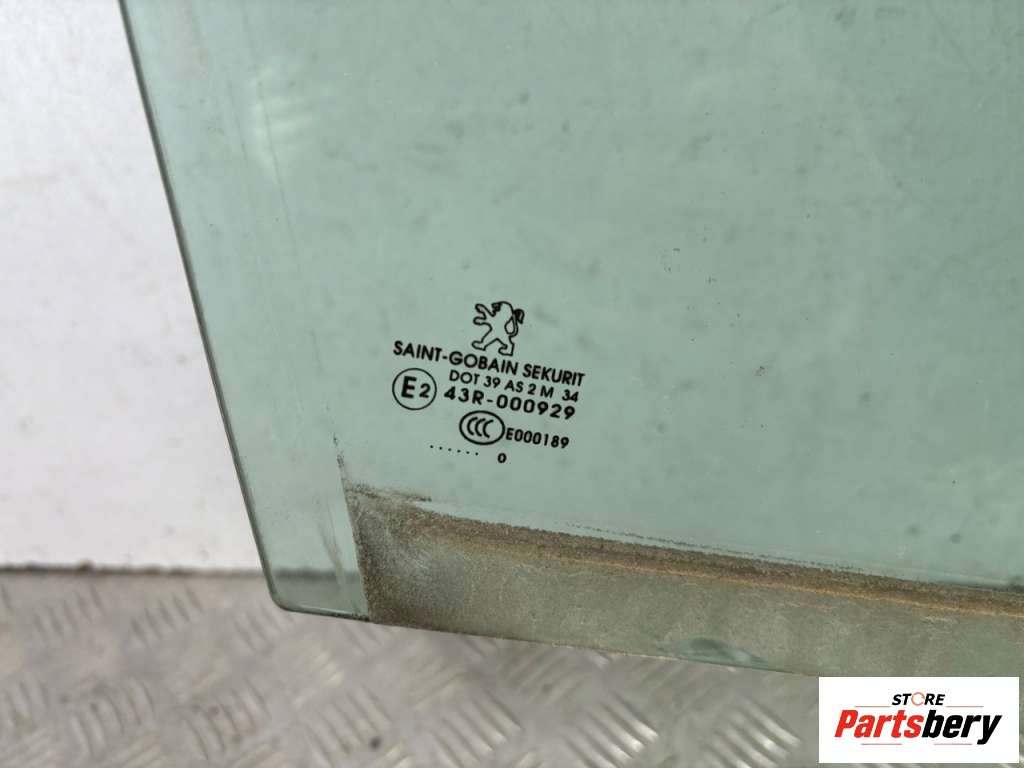 SAINT-GOBAIN SEKURIT
DOT 39 AS 2 M 34
E2 43R-000929
CCC E000189
...... 0
STORE
Partsbery